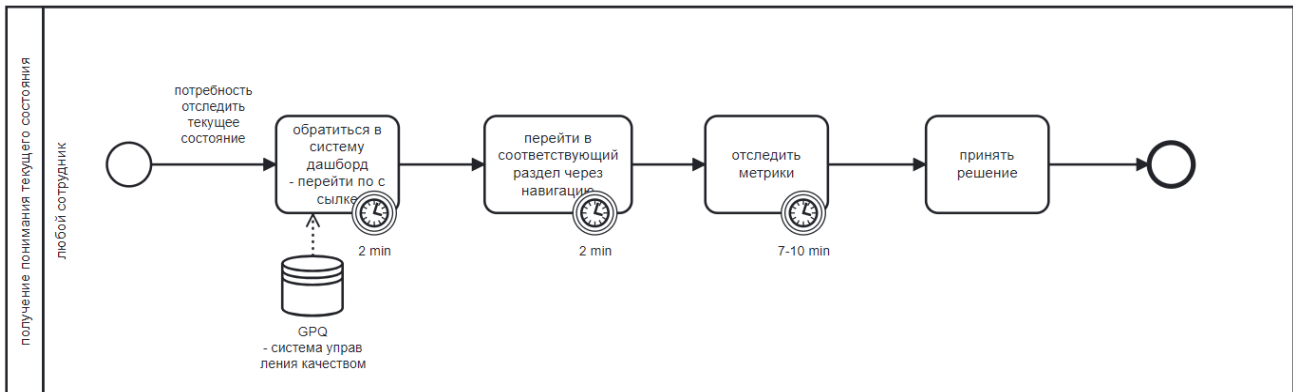 получение понимания текущего состояния
любой сотрудник
потребность
отследить
текущее
состояние
обратиться в
систему
дашборд
- перейти по с
сылке
2 min
GPQ
- система управ
ления качеством
перейти в
соответствующий
раздел через
навигацию
2 min
отследить
метрики
7-10 min
принять
решение